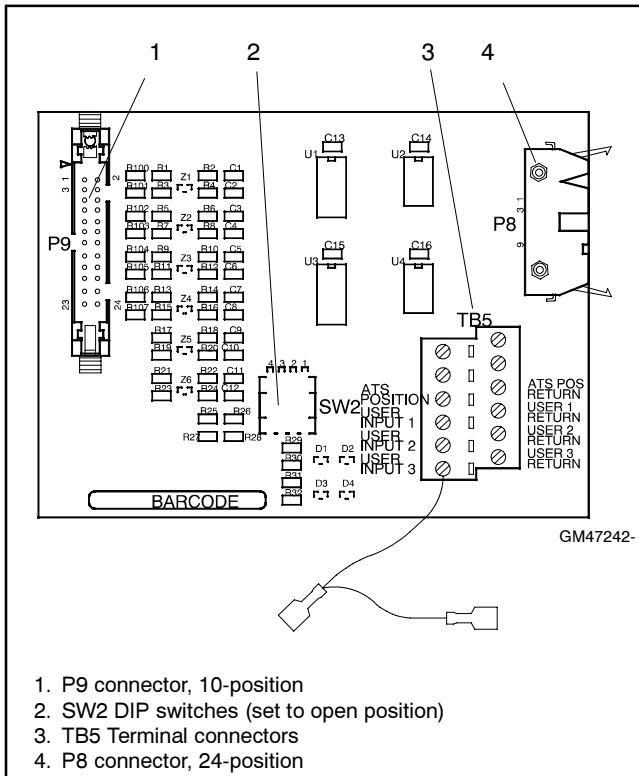 1 2 3 4
C13 C14
U1 U2
R100 R1 Z1 R2 C1
R101 R3 R4 C2
R102 R5 Z2 R6 C3
R103 R7 R8 C4
R104 R9 Z3 R10 C5
R105 R11 R12 C6
R106 R13 Z4 R14 C7
R107 R15 R16 C8
R17 Z5 R18 C9
R19 R20 C10
R21 Z6 R22 C11
R23 R24 C12
R25 R26
R27 R28
1 2
3
23 24
P9
C15 C16
U3 U4
P8
1
3
9
TB5
4 3 2 1
SW2
ATS
POSITION
USER
INPUT 1
USER
INPUT 2
USER
INPUT 3
ATS POS
RETURN
USER 1
RETURN
USER 2
RETURN
USER 3
RETURN
R29
R30
R31
R32
D1 D2
D3 D4
BARCODE
GM47242-
1. P9 connector, 10-position
2. SW2 DIP switches (set to open position)
3. TB5 Terminal connectors
4. P8 connector, 24-position